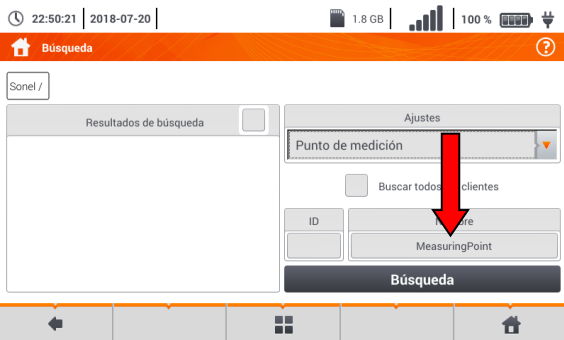 22:50:21 2018-07-20 1.8 GB 100 %
Búsqueda ?
Sonel /
Resultados de búsqueda
Ajustes
Punto de medición
Buscar todos clientes
ID
MeasuringPoint
Búsqueda